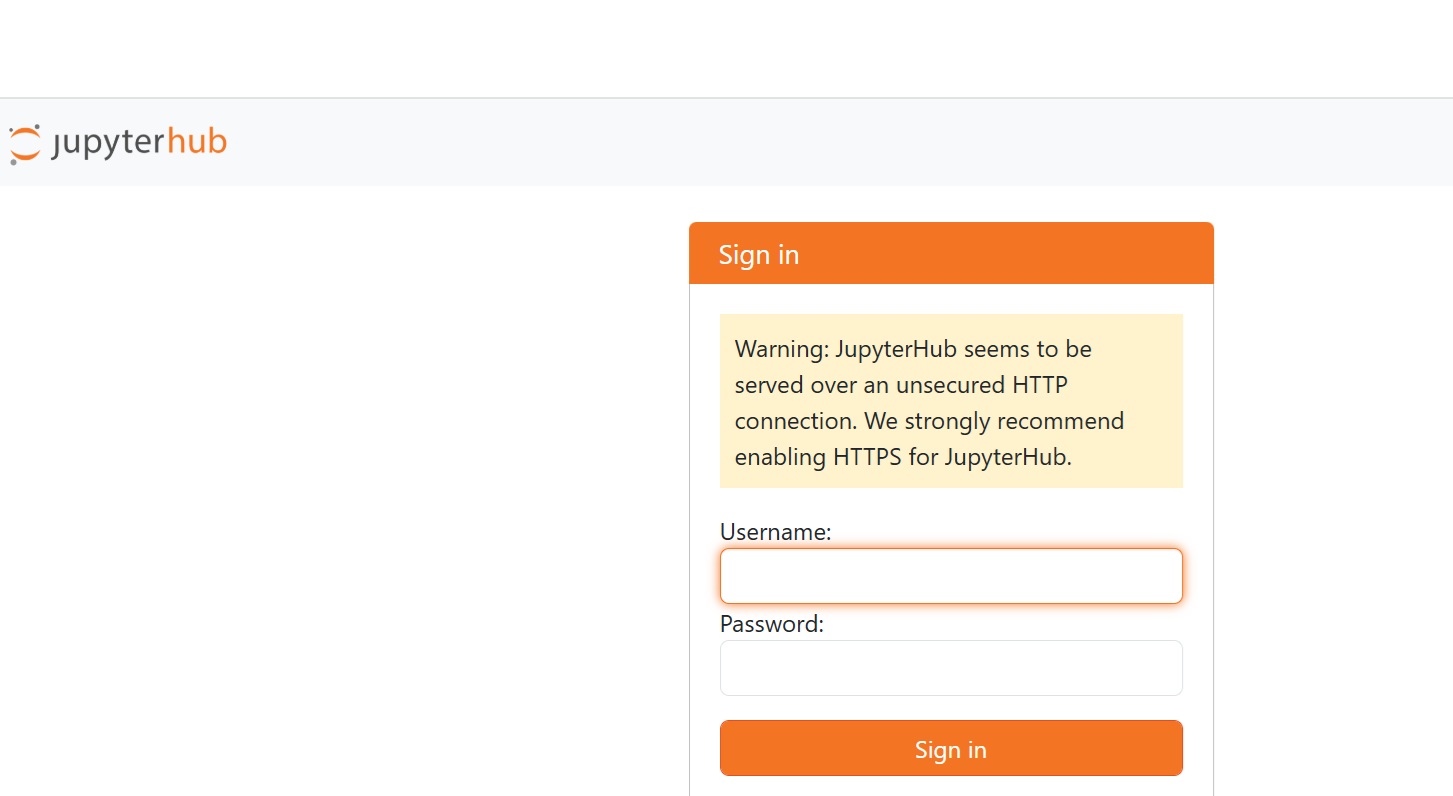 jupyterhub
Sign in
Warning: JupyterHub seems to be
served over an unsecured HTTP
connection. We strongly recommend
enabling HTTPS for JupyterHub.
Username:
Password:
Sign in